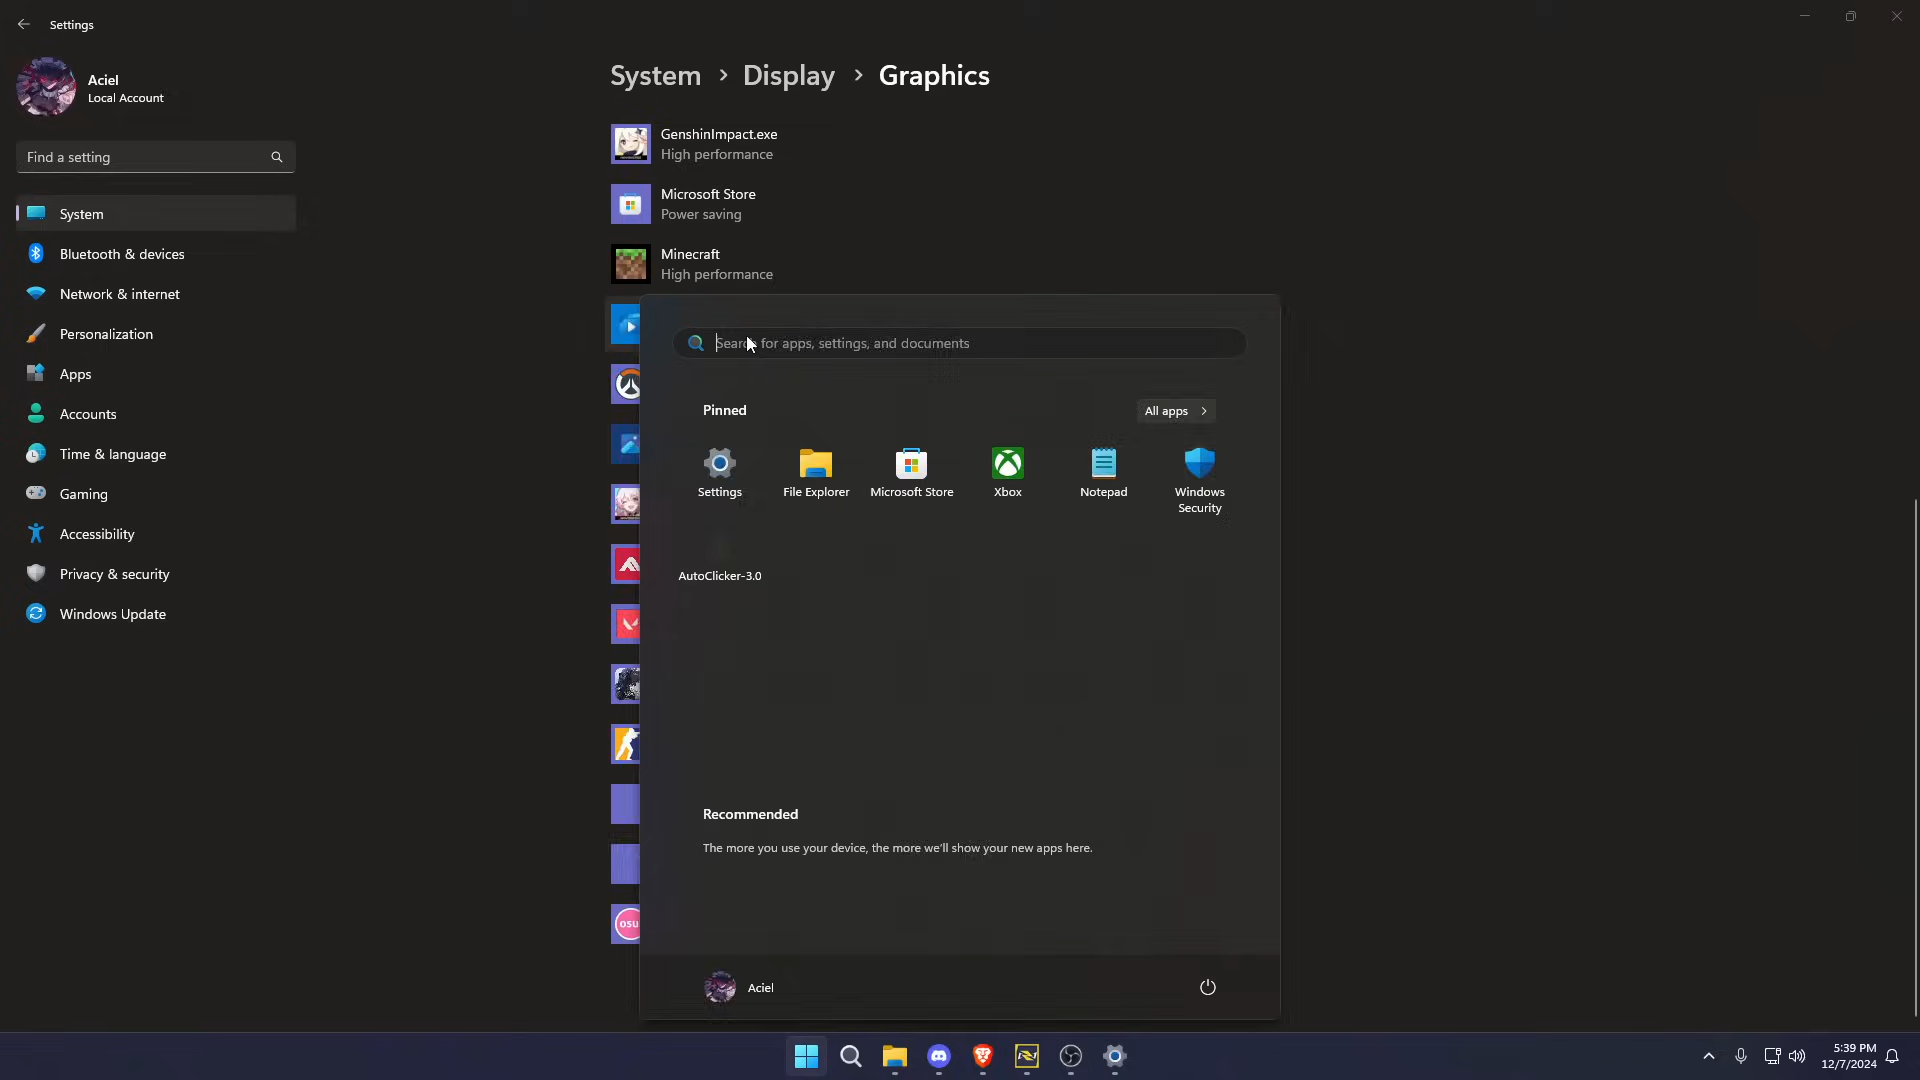 Settings
Aciel
Local Account
Find a setting
System
Bluetooth & devices
Network & internet
Personalization
Apps
Accounts
Time & language
Gaming
Accessibility
Privacy & security
Windows Update
System > Display > Graphics
GenshinImpact.exe
High performance
Microsoft Store
Power saving
Minecraft
High performance
osu
Search for apps, settings, and documents
Pinned
All apps >
Settings
File Explorer
Microsoft Store
Xbox
Notepad
Windows
Security
AutoClicker-3.0
Recommended
The more you use your device, the more we'll show your new apps here.
Aciel
5:39 PM
12/7/2024